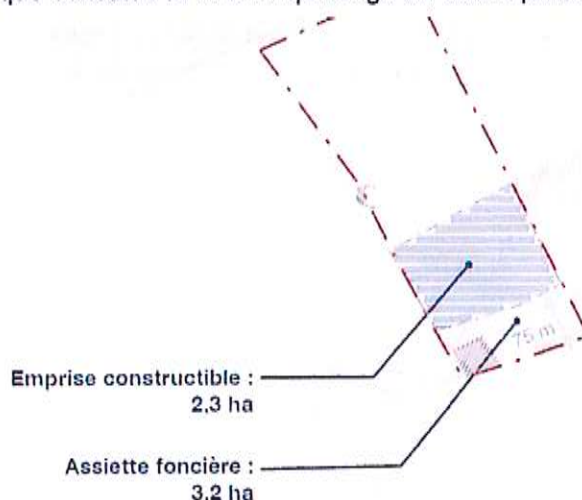 75 m
Emprise constructible :
2,3 ha
Assiette foncière :
3,2 ha